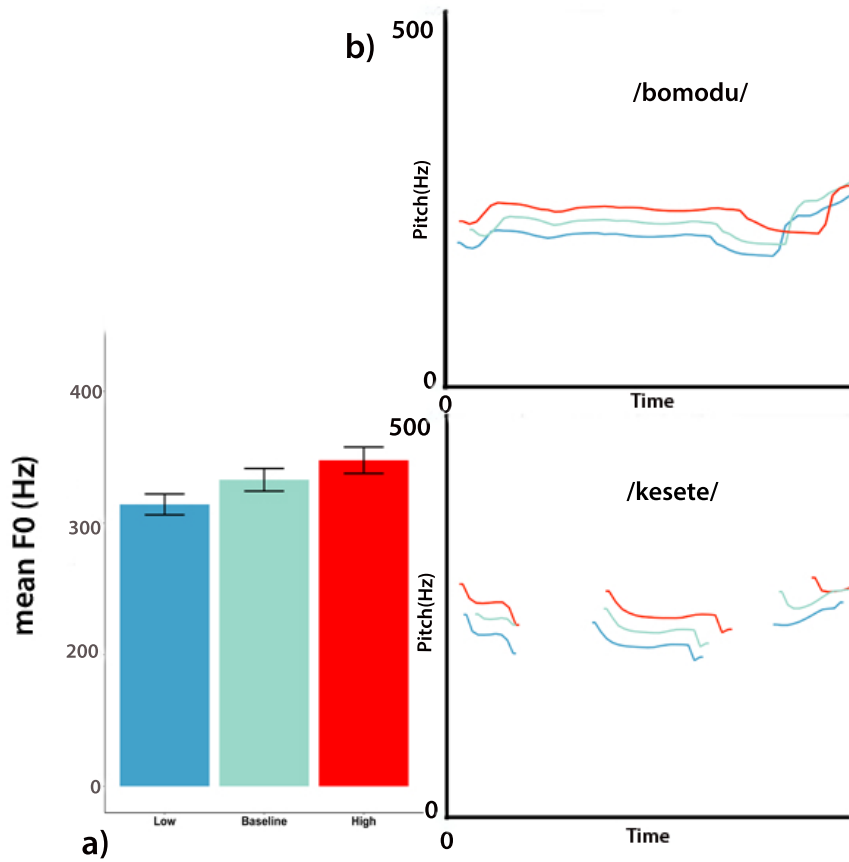 b)
500
/bomodu/
Pitch(Hz)
0
0
Time
500
/kesete/
Pitch(Hz)
0
0
Time
400
300
200
0
mean F0 (Hz)
Low
Baseline
High
a)